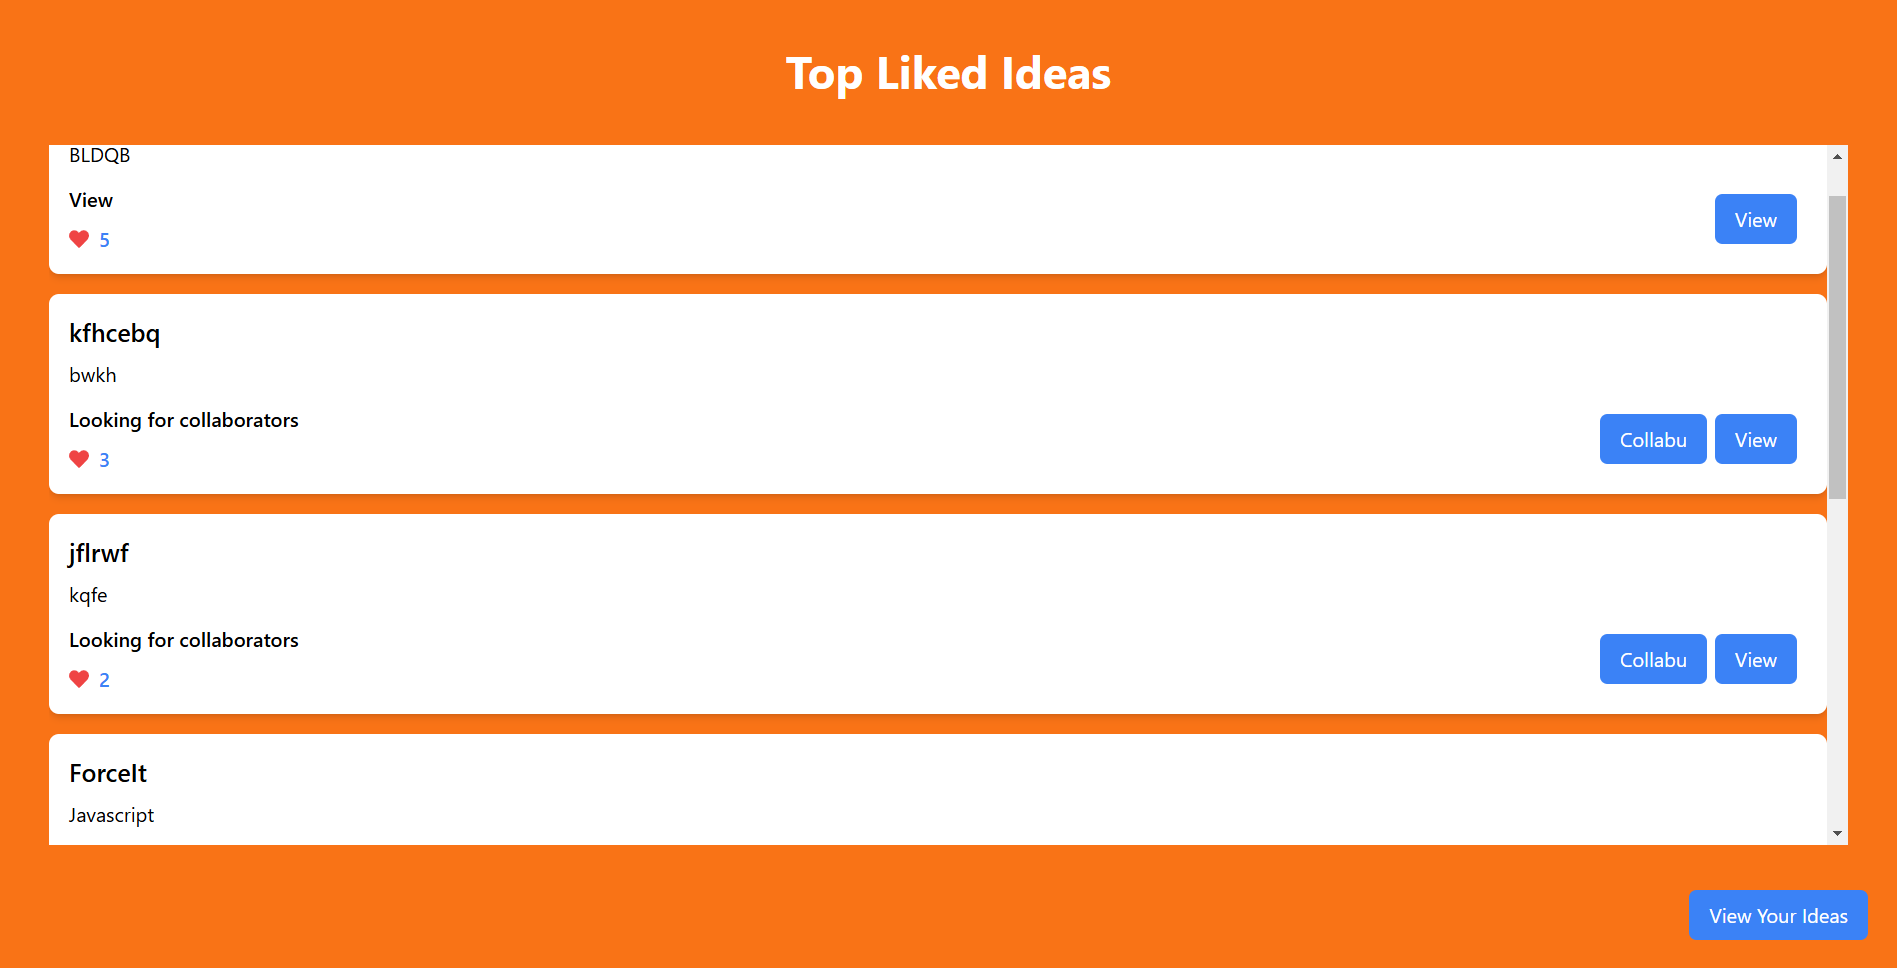 Top Liked Ideas
BLDQB
View
5
View
kfhcebq
bwkh
Looking for collaborators
3
Collabu
View
jflrwf
kqfe
Looking for collaborators
2
Collabu
View
ForceIt
Javascript
View Your Ideas